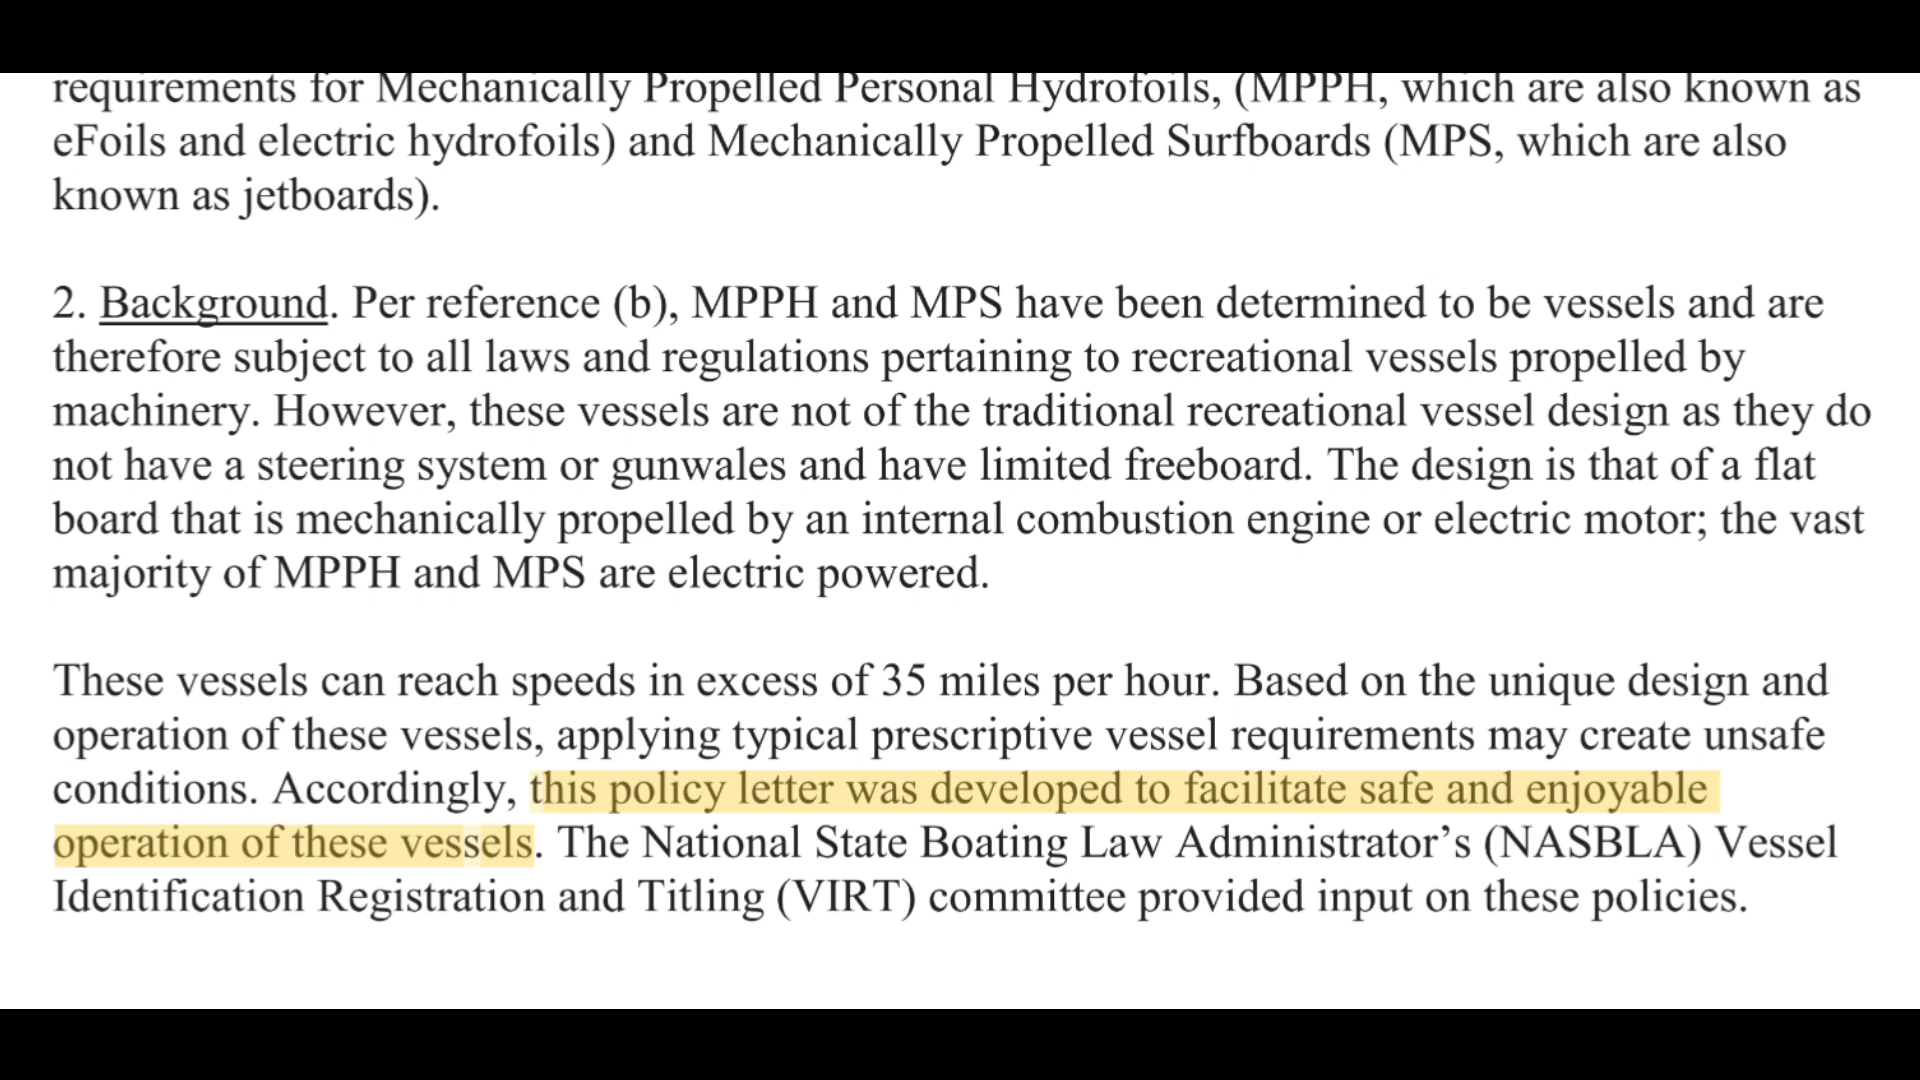 requirements for Mechanically Propelled Personal Hydrofoils, (MPPH, which are also known as
eFoils and electric hydrofoils) and Mechanically Propelled Surfboards (MPS, which are also
known as jetboards).
2. Background. Per reference (b), MPPH and MPS have been determined to be vessels and are
therefore subject to all laws and regulations pertaining to recreational vessels propelled by
machinery. However, these vessels are not of the traditional recreational vessel design as they do
not have a steering system or gunwales and have limited freeboard. The design is that of a flat
board that is mechanically propelled by an internal combustion engine or electric motor; the vast
majority of MPPH and MPS are electric powered.
These vessels can reach speeds in excess of 35 miles per hour. Based on the unique design and
operation of these vessels, applying typical prescriptive vessel requirements may create unsafe
conditions. Accordingly, this policy letter was developed to facilitate safe and enjoyable
operation of these vessels. The National State Boating Law Administrator’s (NASBLA) Vessel
Identification Registration and Titling (VIRT) committee provided input on these policies.